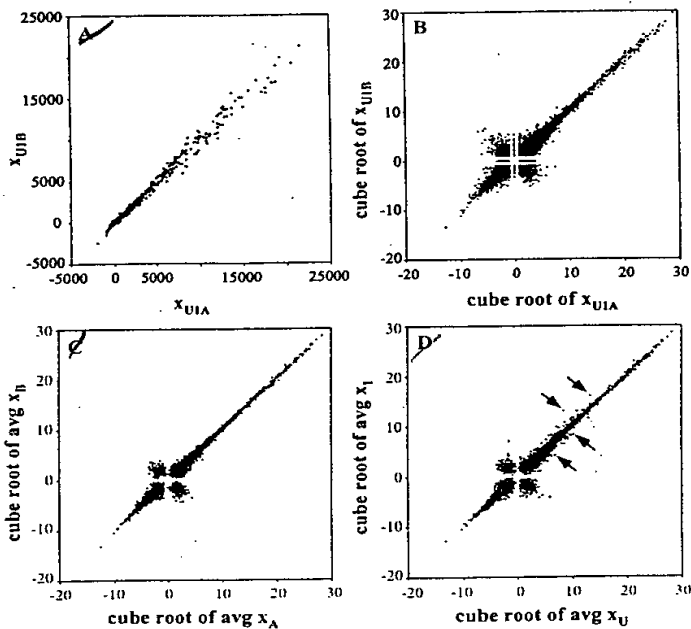 A
25000
15000
5000
0
-5000
x_U1B
-5000 0 5000 15000 25000
x_U1A
B
30
20
10
0
-10
-20
cube root of x_U1B
-20 -10 0 10 20 30
cube root of x_U1A
C
30
20
10
0
-10
-20
cube root of avg x_B
-20 -10 0 10 20 30
cube root of avg x_A
D
30
20
10
0
-10
-20
cube root of avg x_I
-20 -10 0 10 20 30
cube root of avg x_U